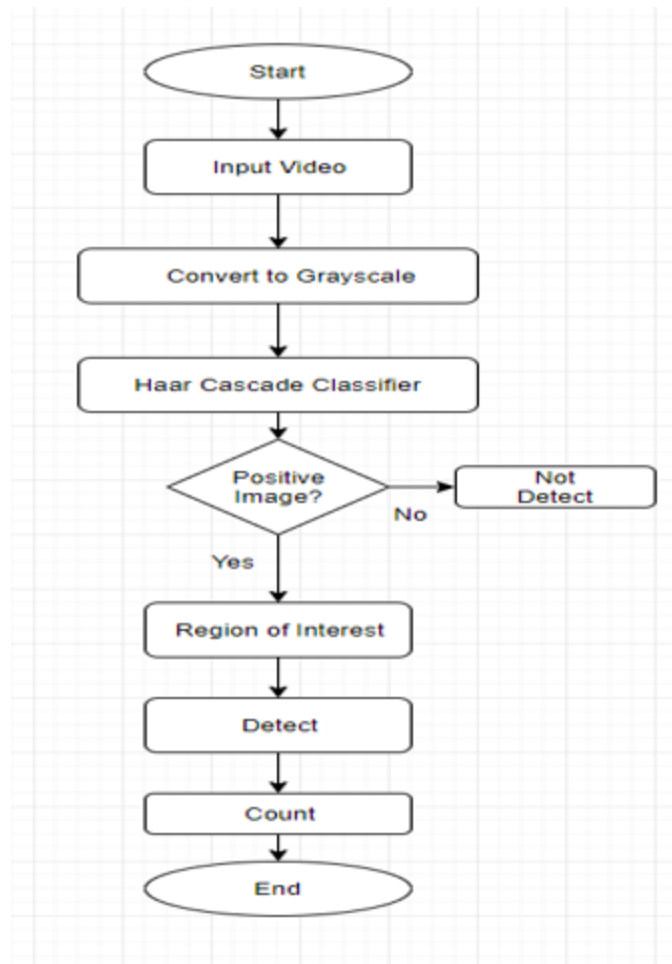 Start
Input Video
Convert to Grayscale
Haar Cascade Classifier
Positive
Image?
Not
Detect
No
Yes
Region of Interest
Detect
Count
End